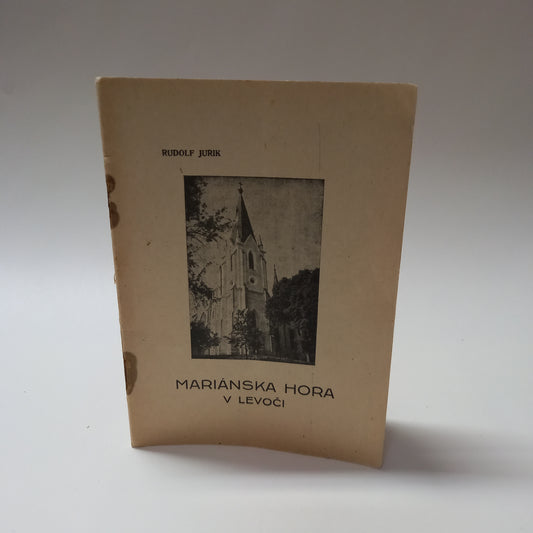 RUDOLF JURIK
MARIÁNSKA HORA
V LEVOČI